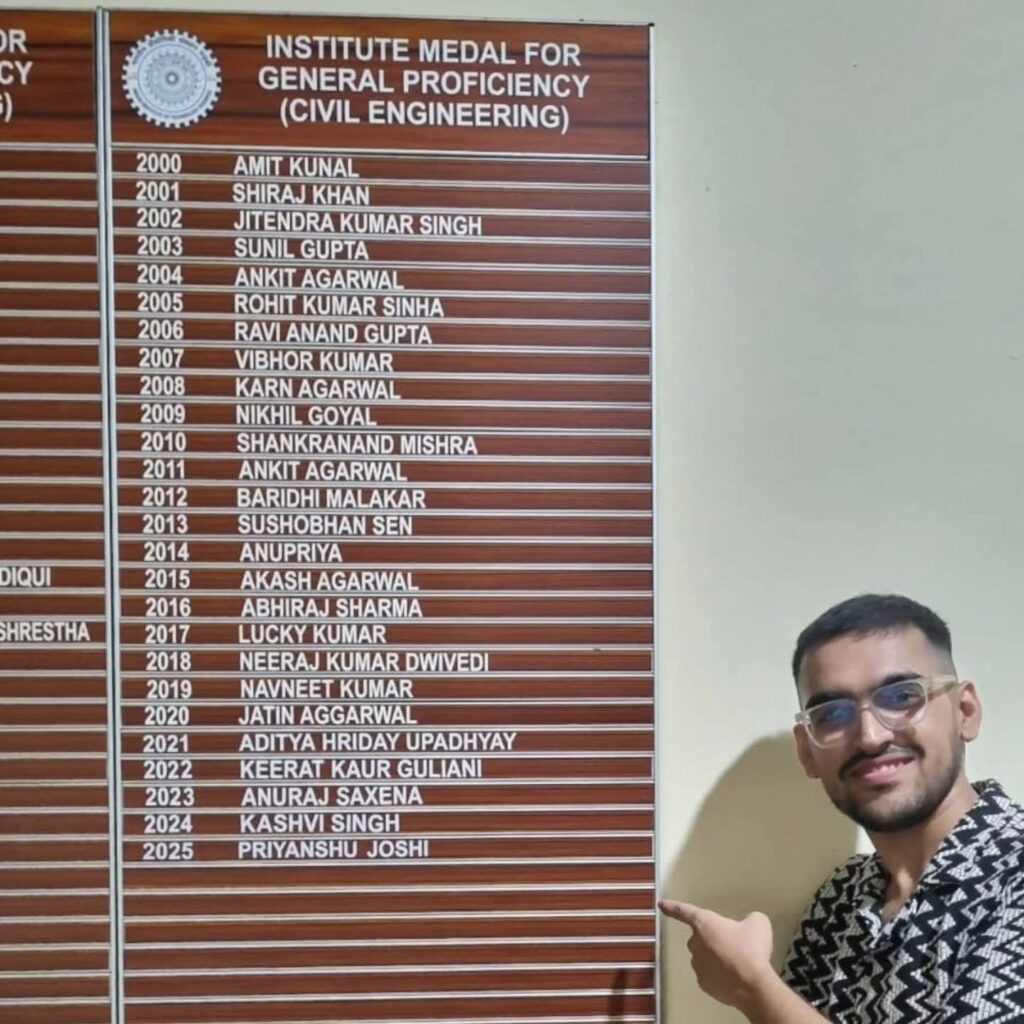 OR
CY
G)
DIQUI
SHRESTHA
INSTITUTE MEDAL FOR
GENERAL PROFICIENCY
(CIVIL ENGINEERING)
2000 AMIT KUNAL
2001 SHIRAJ KHAN
2002 JITENDRA KUMAR SINGH
2003 SUNIL GUPTA
2004 ANKIT AGARWAL
2005 ROHIT KUMAR SINHA
2006 RAVI ANAND GUPTA
2007 VIBHOR KUMAR
2008 KARN AGARWAL
2009 NIKHIL GOYAL
2010 SHANKRANAND MISHRA
2011 ANKIT AGARWAL
2012 BARIDHI MALAKAR
2013 SUSHOBHAN SEN
2014 ANUPRIYA
2015 AKASH AGARWAL
2016 ABHIRAJ SHARMA
2017 LUCKY KUMAR
2018 NEERAJ KUMAR DWIVEDI
2019 NAVNEET KUMAR
2020 JATIN AGGARWAL
2021 ADITYA HRIDAY UPADHYAY
2022 KEERAT KAUR GULIANI
2023 ANURAJ SAXENA
2024 KASHVI SINGH
2025 PRIYANSHU JOSHI